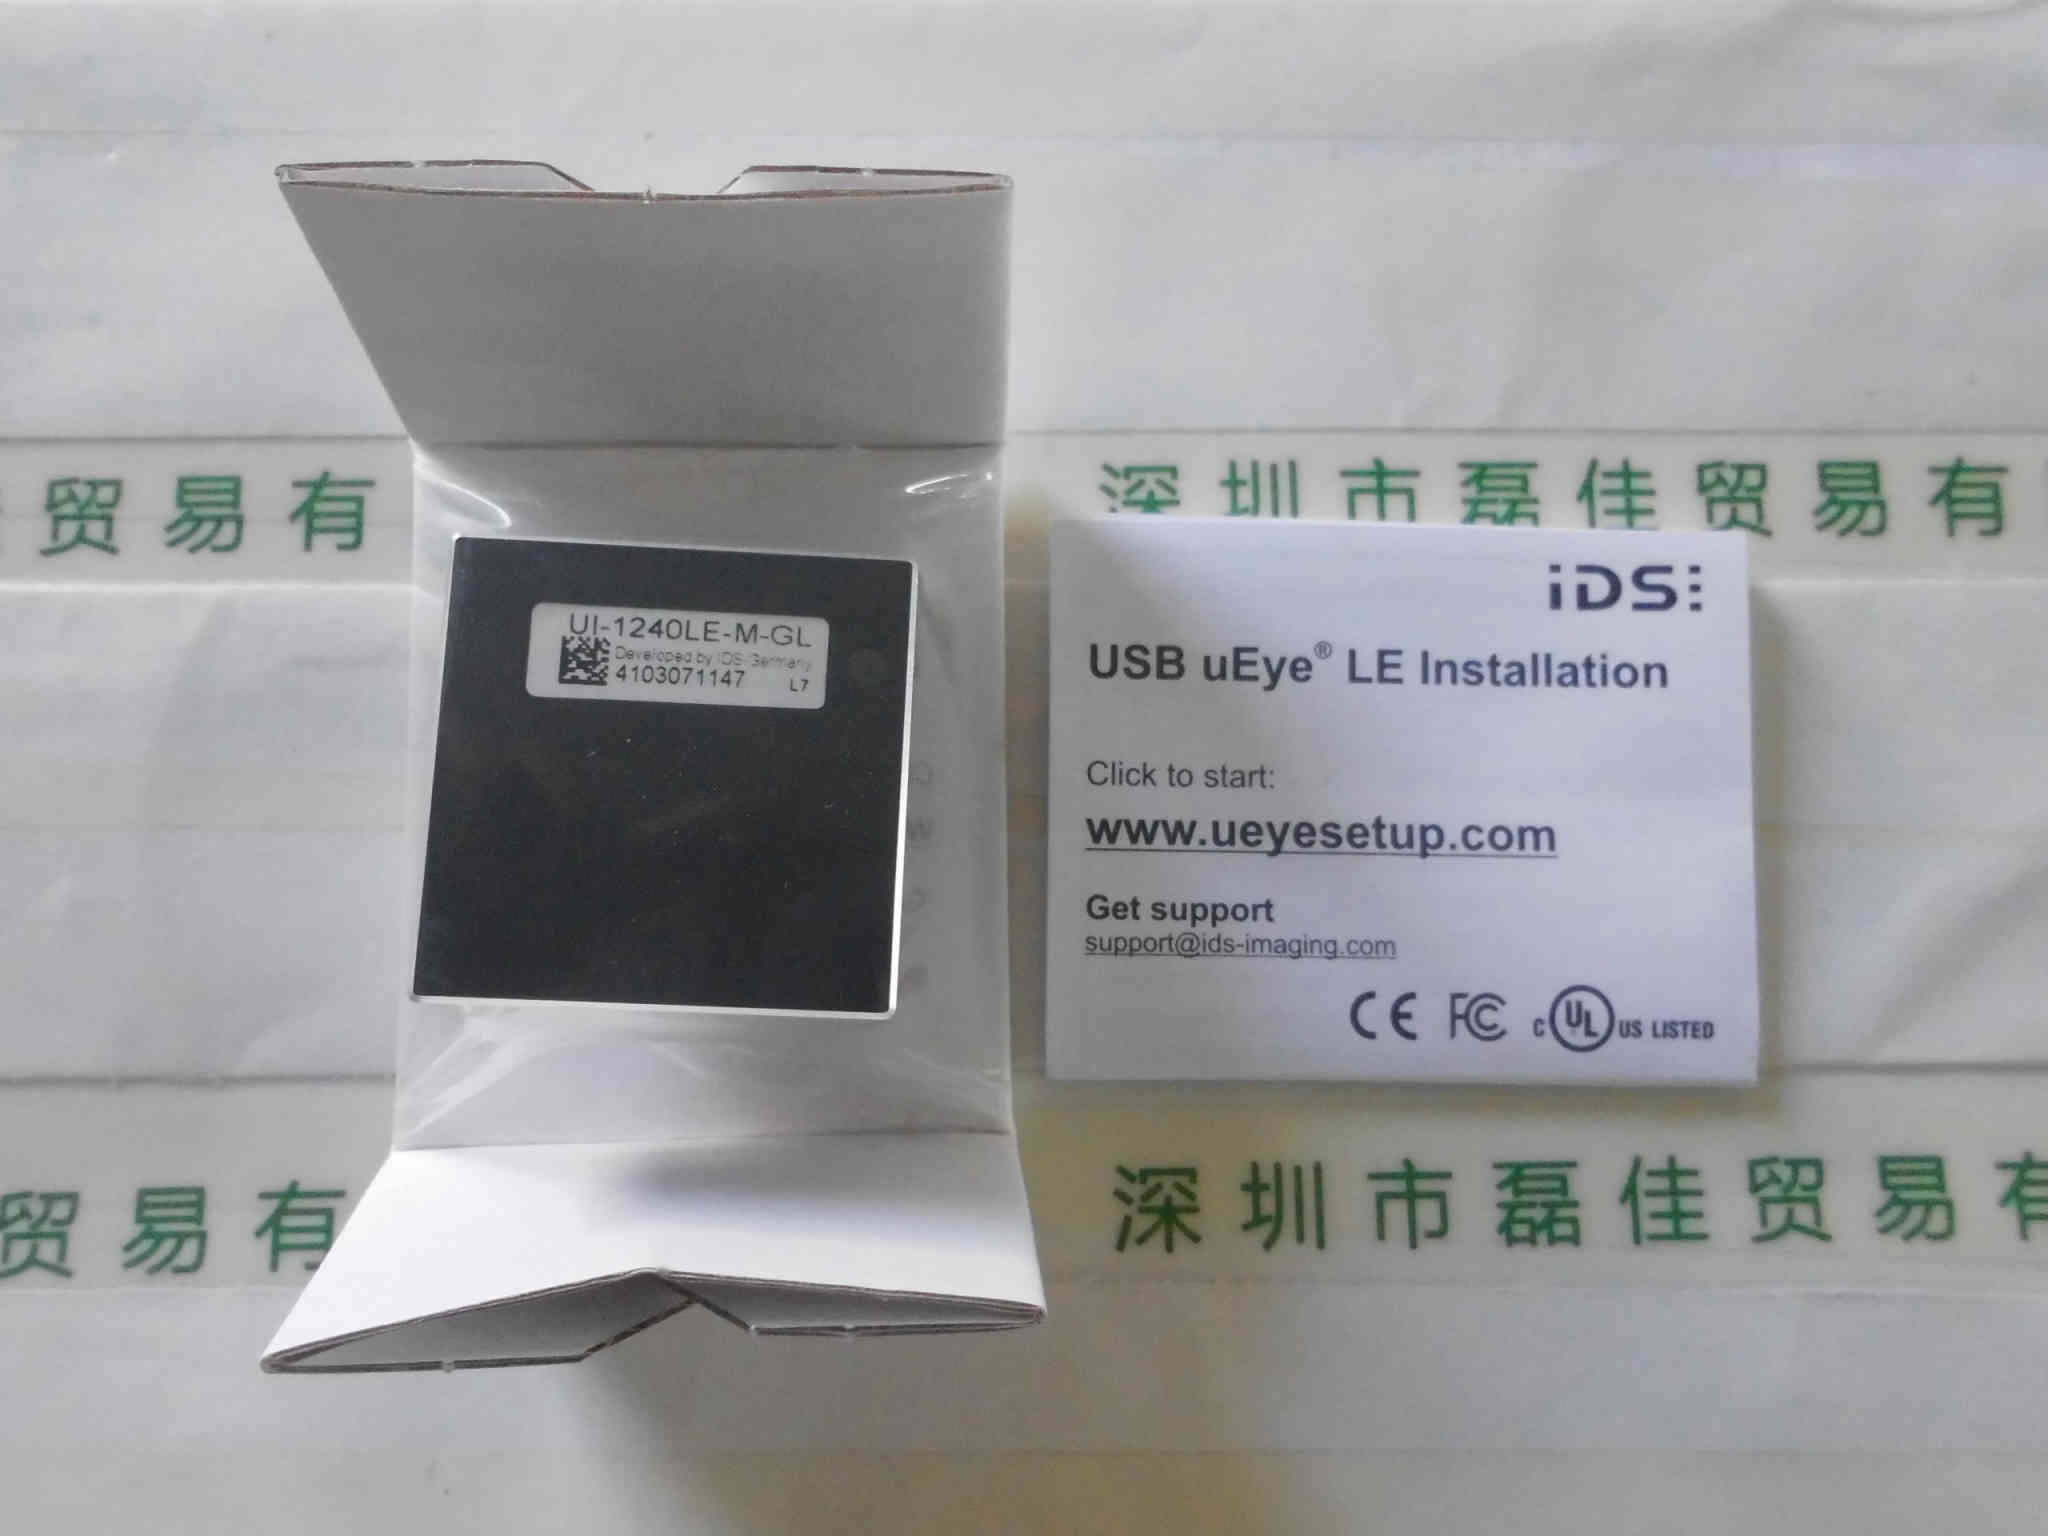 贸易有
深圳市磊佳贸易有
UI-1240LE-M-GL
Developed by IDS/Germany
4103071147 L7
iDS
USB uEye® LE Installation
Click to start:
www.ueyesetup.com
Get support
support@ids-imaging.com
CE FC C UL US LISTED
贸易有
深圳市磊佳贸易有